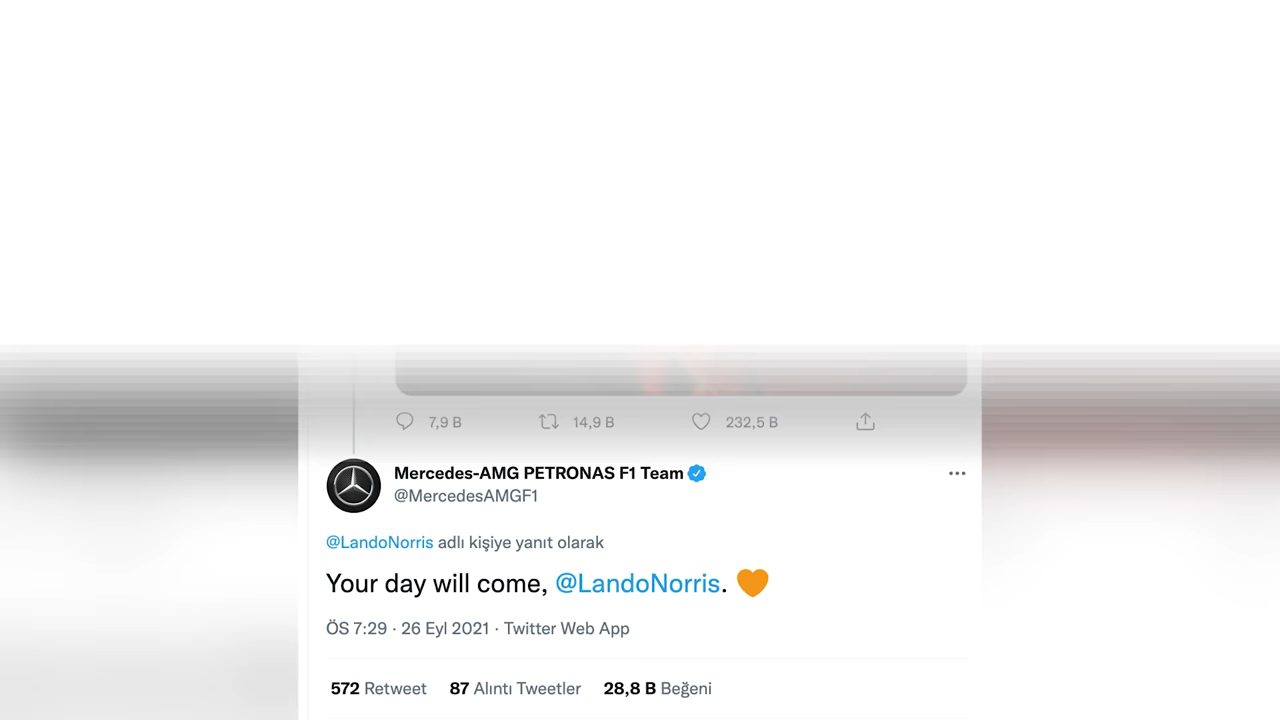 7,9 B 14,9 B 232,5 B
Mercedes-AMG PETRONAS F1 Team
@MercedesAMGF1
@LandoNorris adlı kişiye yanıt olarak
Your day will come, @LandoNorris. 🧡
ÖS 7:29 · 26 Eyl 2021 · Twitter Web App
572 Retweet 87 Alıntı Tweetler 28,8 B Beğeni